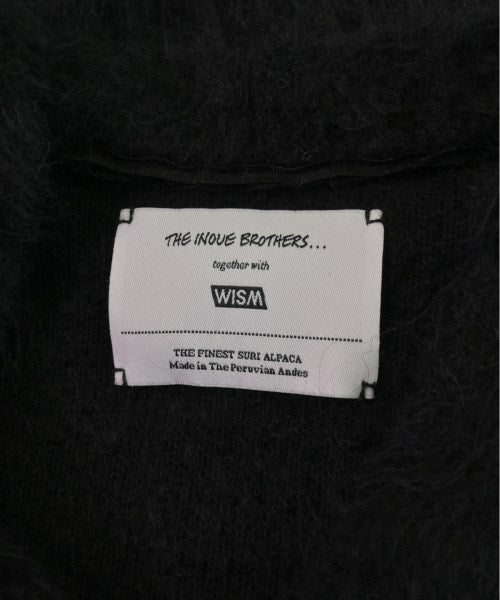 THE INOUE BROTHERS...
together with
WISM
THE FINEST SURI ALPACA
Made in The Peruvian Andes